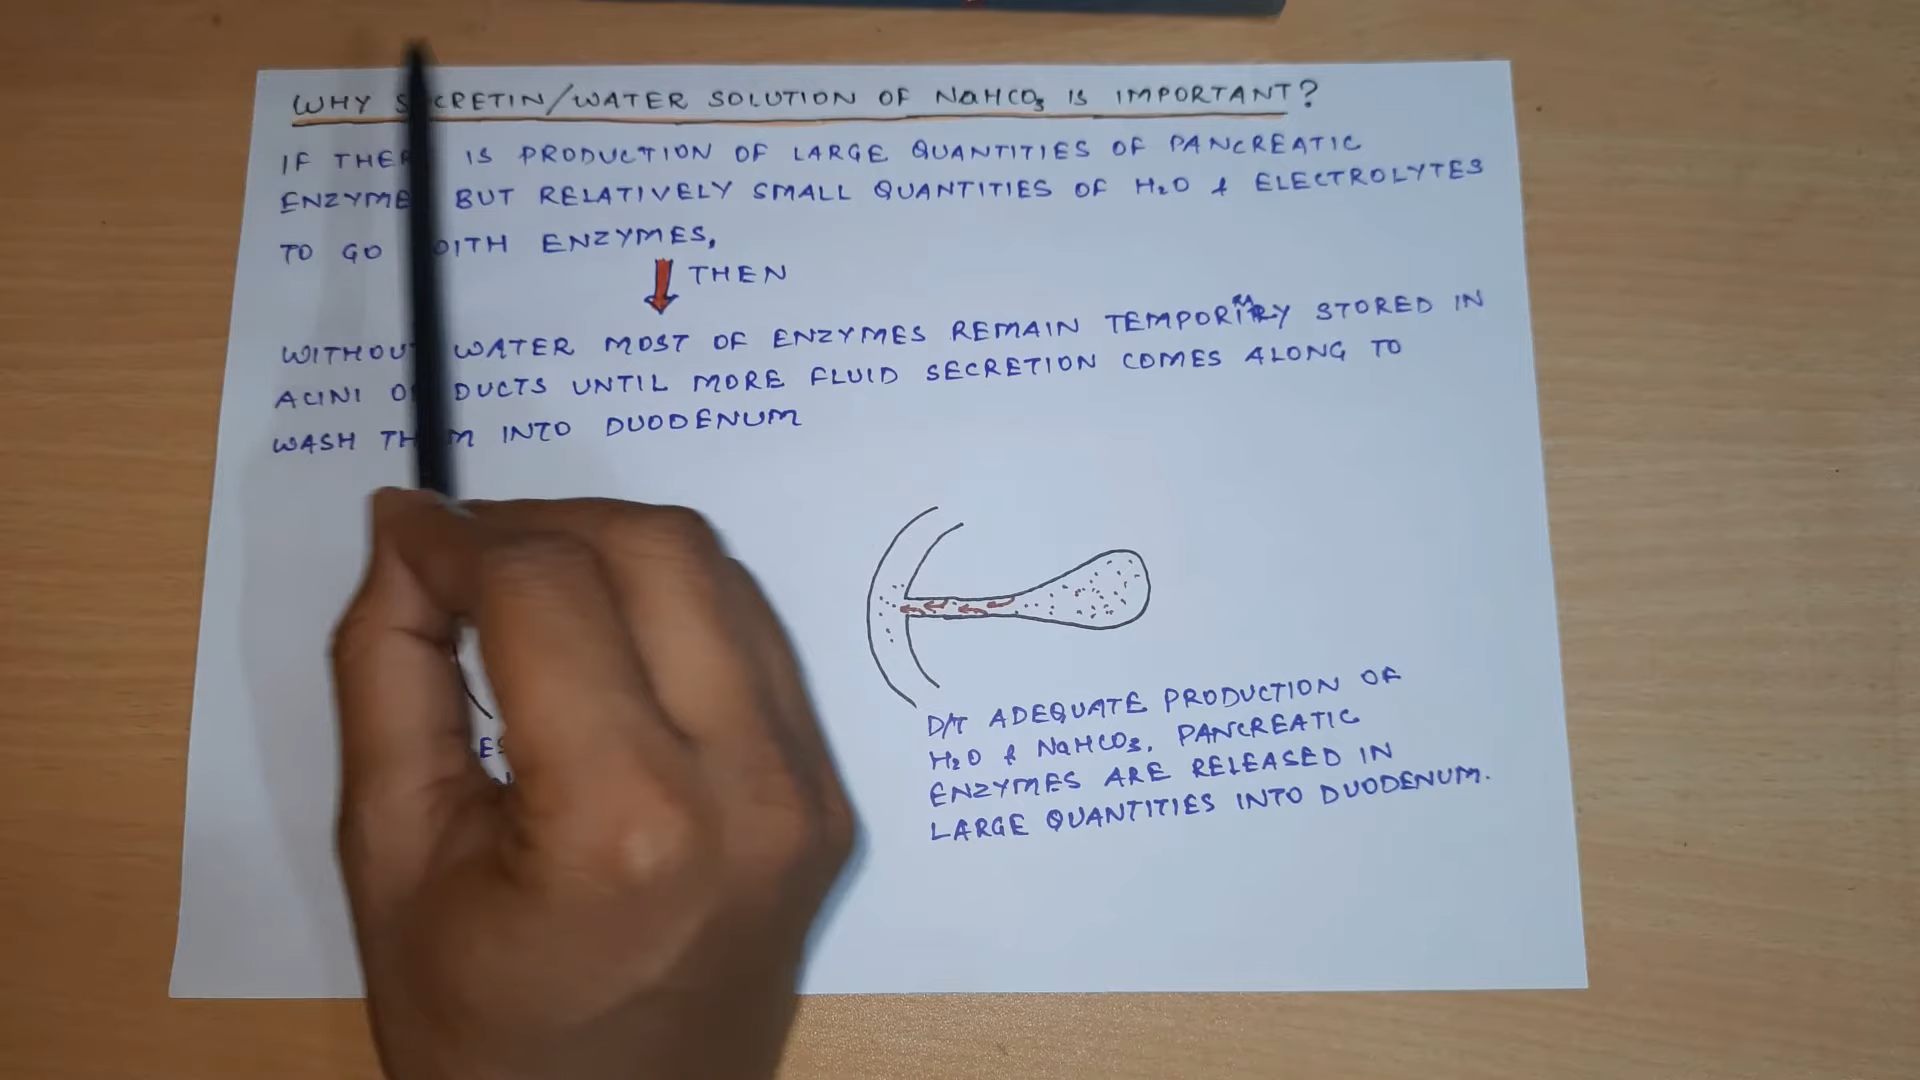 WHY SECRETIN/WATER SOLUTION OF NaHCO₃ IS IMPORTANT?
IF THERE IS PRODUCTION OF LARGE QUANTITIES OF PANCREATIC
ENZYME BUT RELATIVELY SMALL QUANTITIES OF H₂O & ELECTROLYTES
TO GO WITH ENZYMES,
THEN
WITHOUT WATER MOST OF ENZYMES REMAIN STORED IN
ACINI OR DUCTS UNTIL MORE FLUID SECRETION COMES ALONG TO
WASH THEM INTO DUODENUM
D/T ADEQUATE PRODUCTION OF
H₂O & NaHCO₃, PANCREATIC
ENZYMES ARE RELEASED IN
LARGE QUANTITIES INTO DUODENUM.